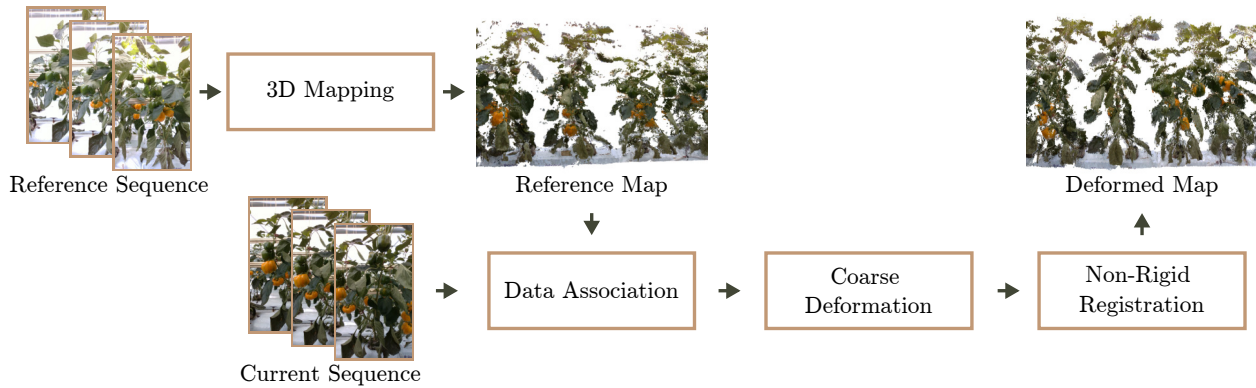 3D Mapping
Reference Sequence
Reference Map
Deformed Map
Data Association
Coarse
Deformation
Non-Rigid
Registration
Current Sequence